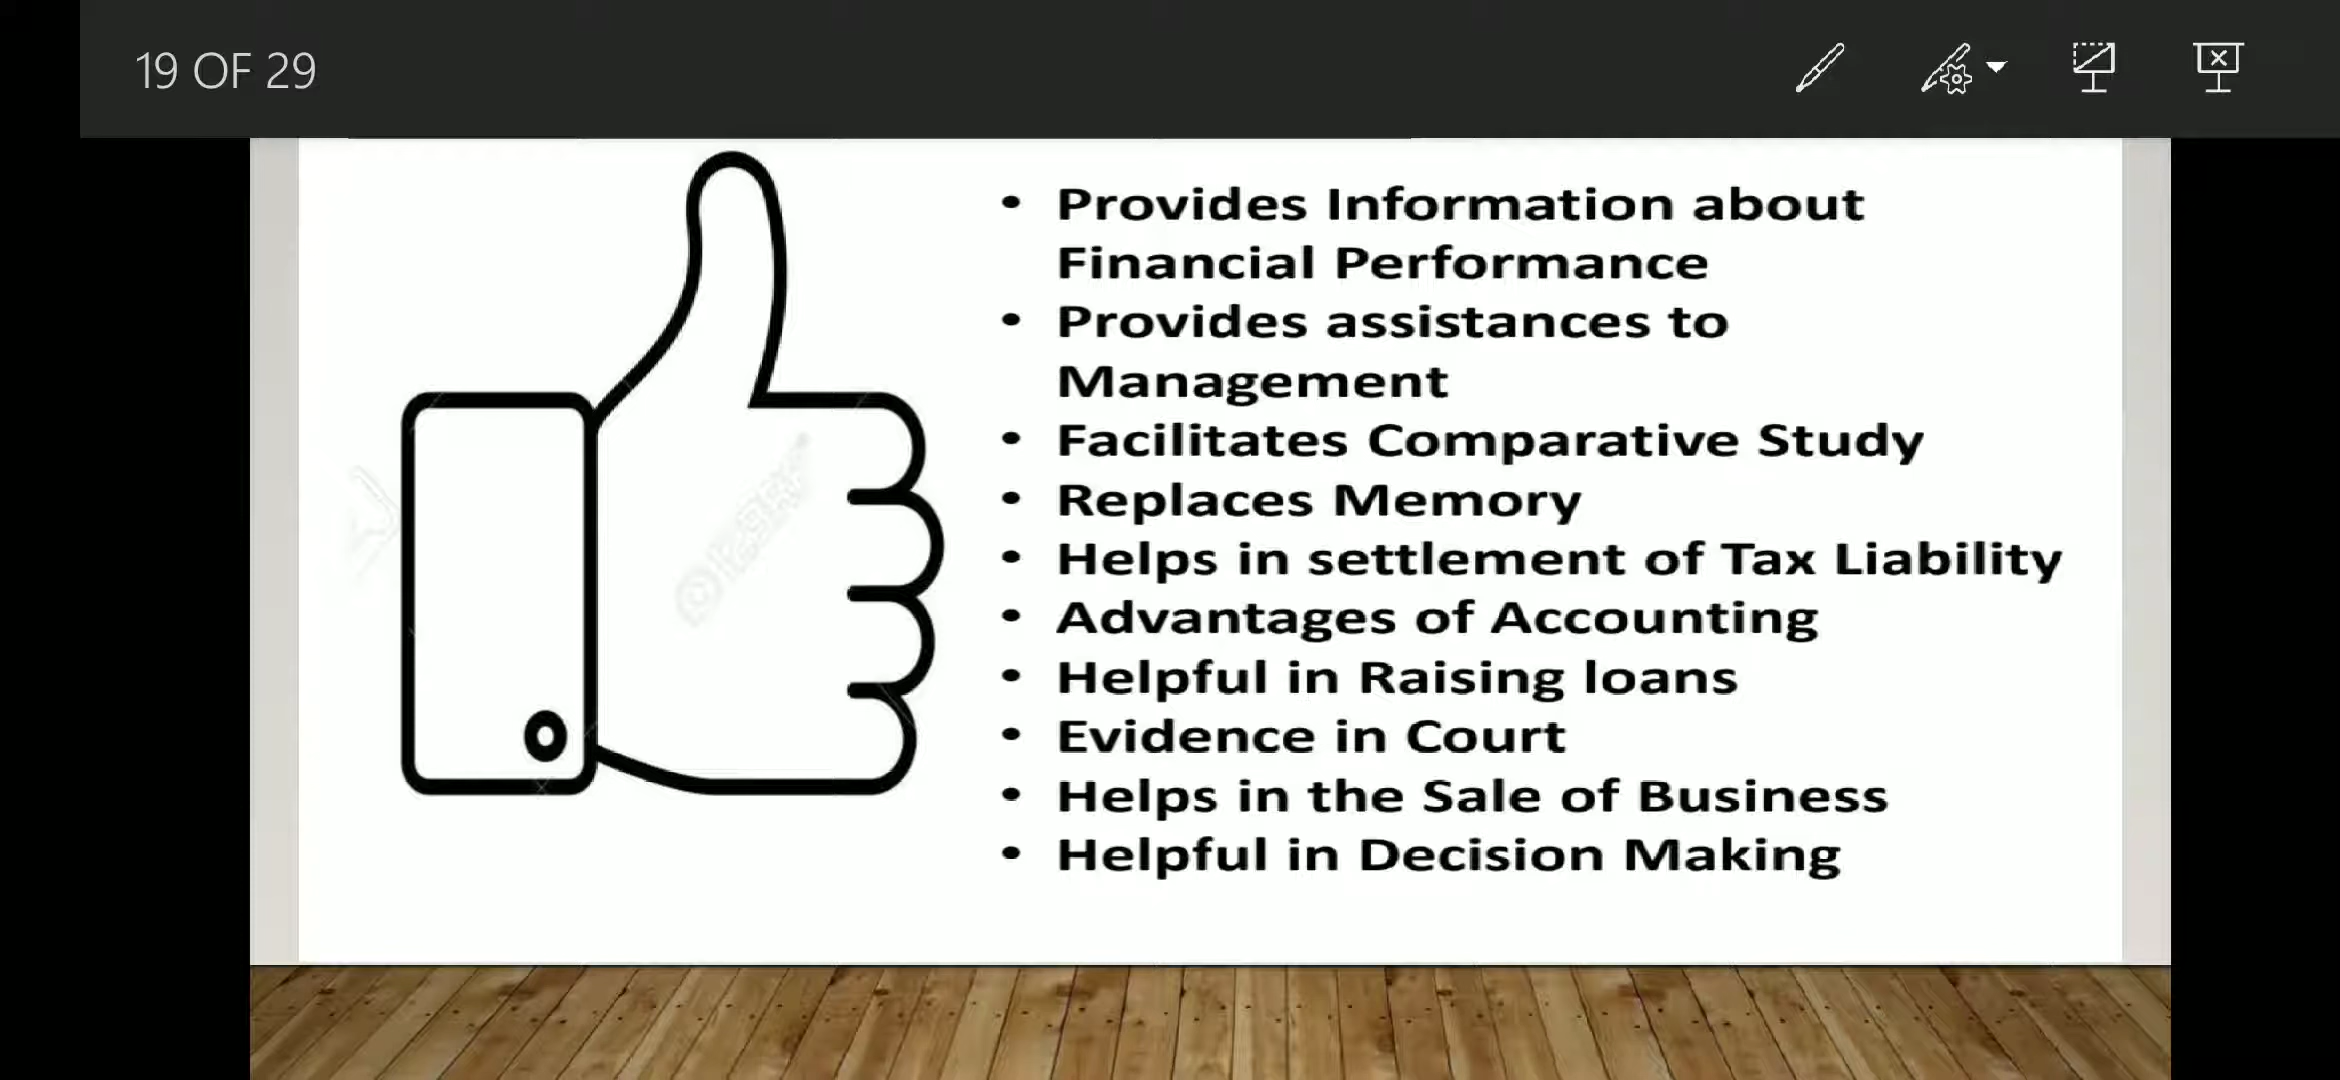 19 OF 29
• Provides Information about
Financial Performance
• Provides assistances to
Management
• Facilitates Comparative Study
• Replaces Memory
• Helps in settlement of Tax Liability
• Advantages of Accounting
• Helpful in Raising loans
• Evidence in Court
• Helps in the Sale of Business
• Helpful in Decision Making